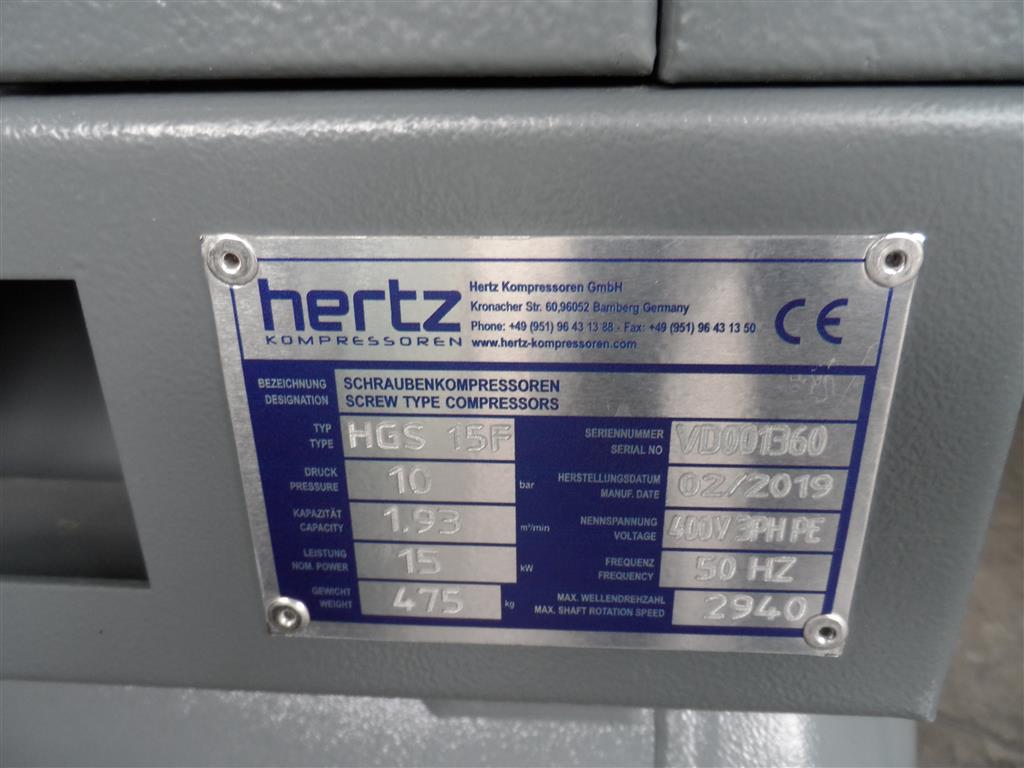 hertz
KOMPRESSOREN
Hertz Kompressoren GmbH
Kronacher Str. 60,96052 Bamberg Germany
Phone: +49 (951) 96 43 13 88 - Fax: +49 (951) 96 43 13 50
www.hertz-kompressoren.com
CE
BEZEICHNUNG SCHRAUBENKOMPRESSOREN
DESIGNATION SCREW TYPE COMPRESSORS
TYP
TYPE HGS 15F
DRUCK
PRESSURE 10 bar
KAPAZITÄT
CAPACITY 1,93 m³/min
LEISTUNG
NOM. POWER 15 kW
GEWICHT
WEIGHT 475 kg
SERIENNUMMER
SERIAL NO VD001360
HERSTELLUNGSDATUM
MANUF. DATE 02/2019
NENNSPANNUNG
VOLTAGE 400V 3PH PE
FREQUENZ
FREQUENCY 50 HZ
MAX. WELLENDREHZAHL
MAX. SHAFT ROTATION SPEED 2940